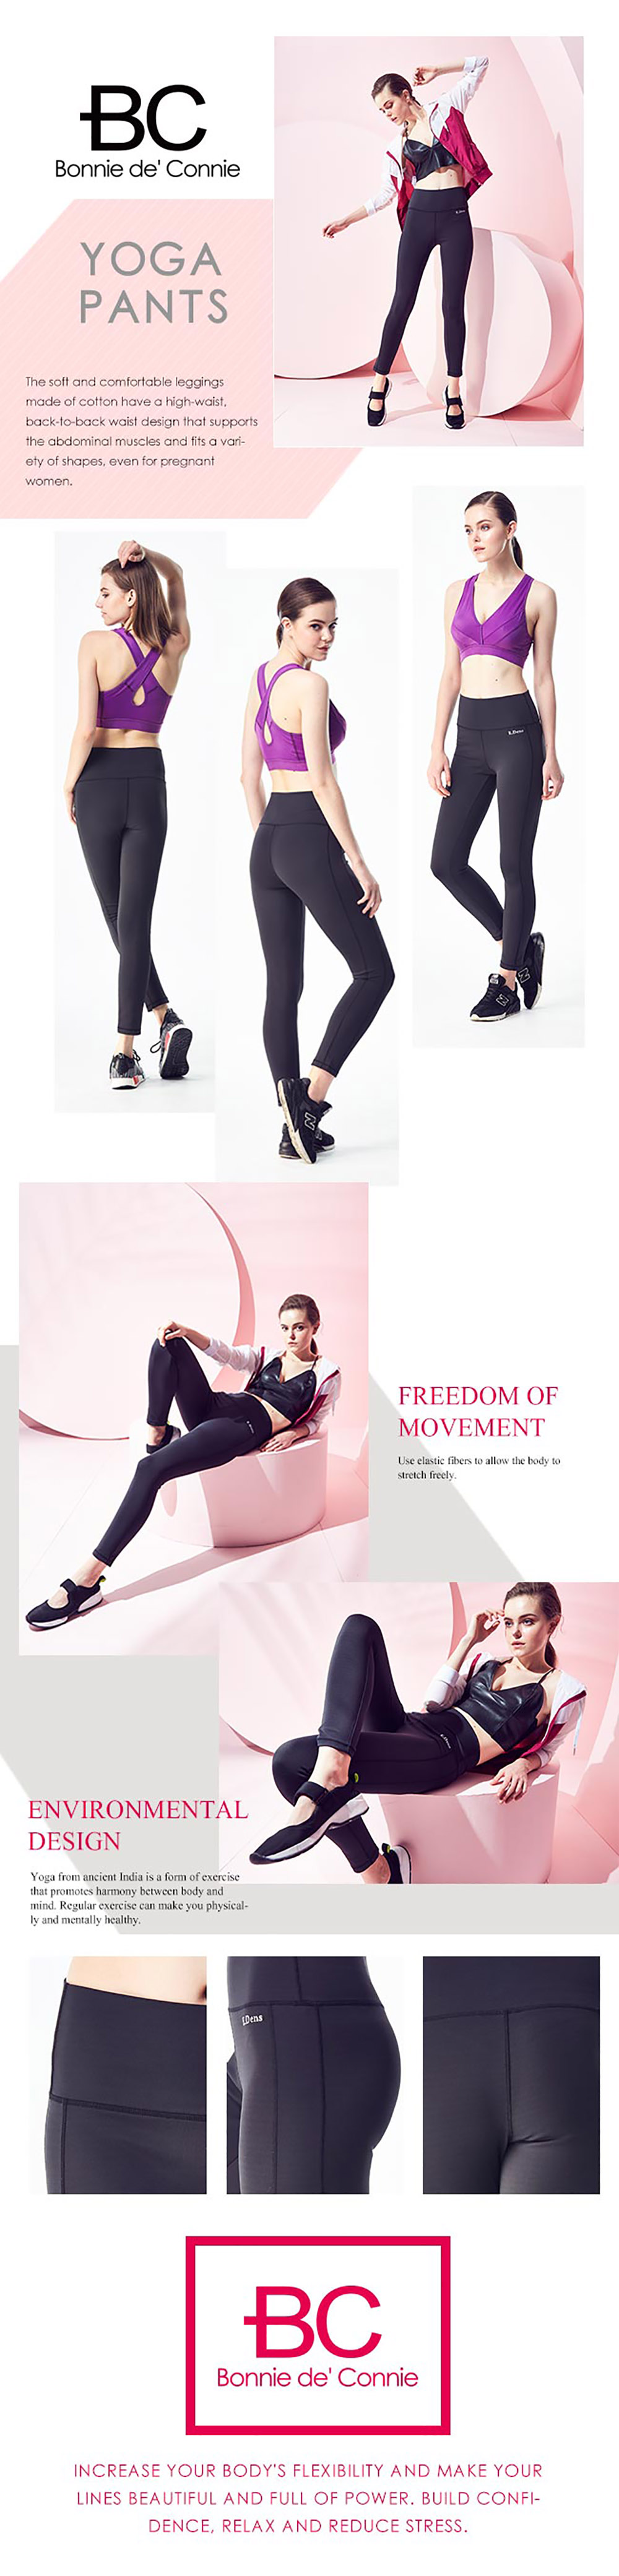 BC
Bonnie de' Connie
YOGA
PANTS
The soft and comfortable leggings
made of cotton have a high-waist,
back-to-back waist design that supports
the abdominal muscles and fits a vari-
ety of shapes, even for pregnant
women.
FREEDOM OF
MOVEMENT
Use elastic fibers to allow the body to
stretch freely.
ENVIRONMENTAL
DESIGN
Yoga from ancient India is a form of exercise
that promotes harmony between body and
mind. Regular exercise can make you physical-
ly and mentally healthy.
BC
Bonnie de' Connie
INCREASE YOUR BODY'S FLEXIBILITY AND MAKE YOUR
LINES BEAUTIFUL AND FULL OF POWER. BUILD CONFI-
DENCE, RELAX AND REDUCE STRESS.